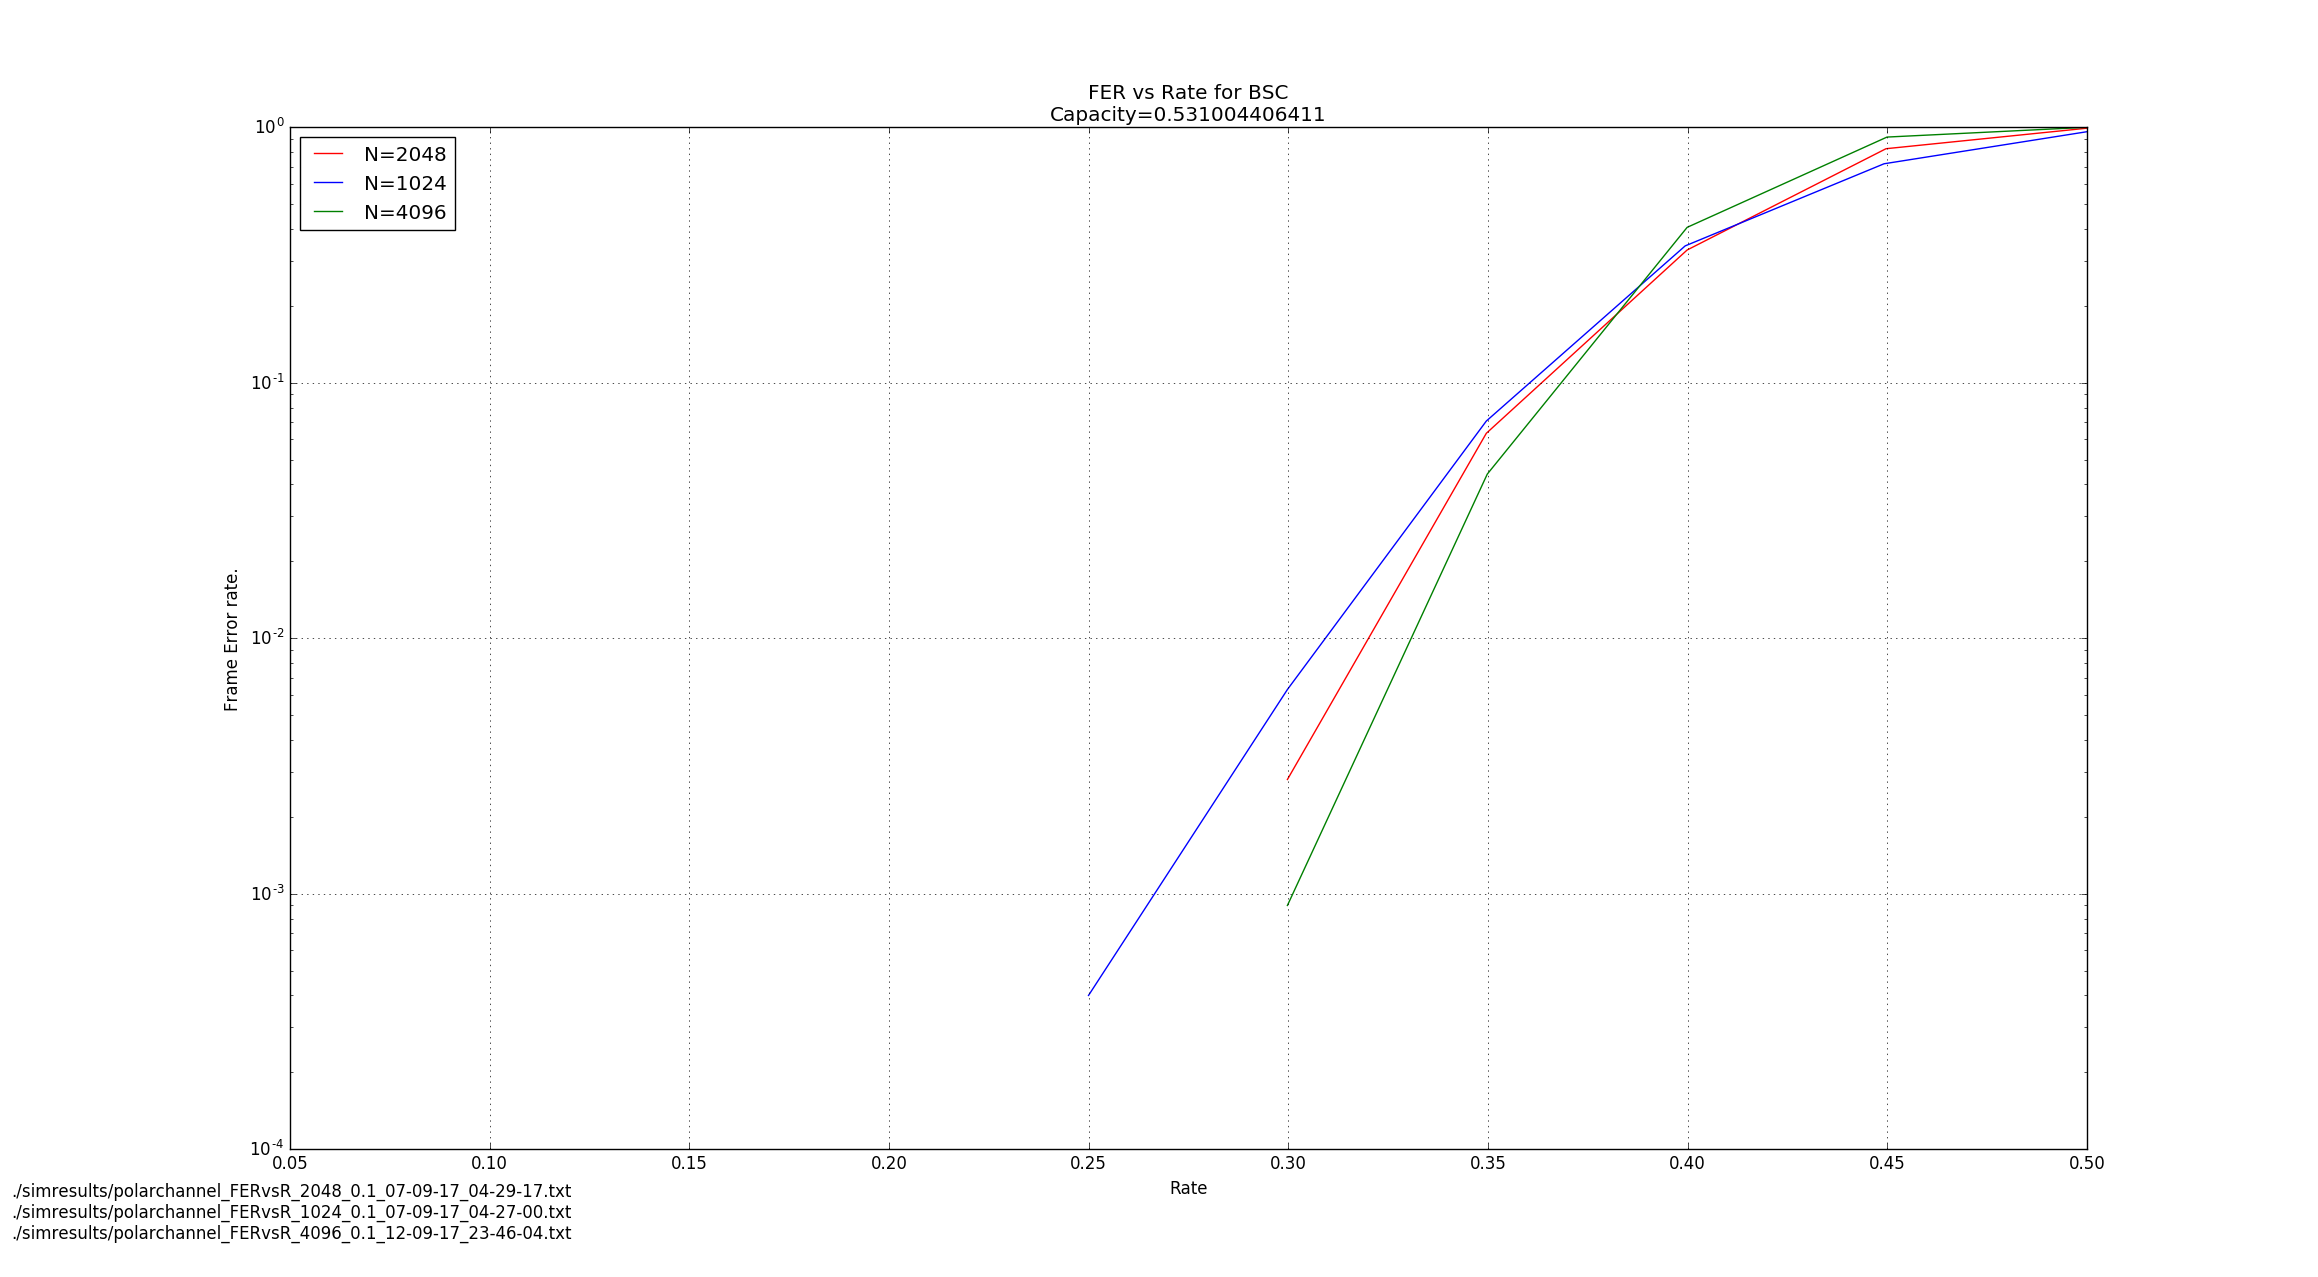 FER vs Rate for BSC
Capacity=0.531004406411
N=2048
N=1024
N=4096
10^0
10^-1
10^-2
10^-3
10^-4
Frame Error rate.
0.05 0.10 0.15 0.20 0.25 0.30 0.35 0.40 0.45 0.50
Rate
./simresults/polarchannel_FERvsR_2048_0.1_07-09-17_04-29-17.txt
./simresults/polarchannel_FERvsR_1024_0.1_07-09-17_04-27-00.txt
./simresults/polarchannel_FERvsR_4096_0.1_12-09-17_23-46-04.txt